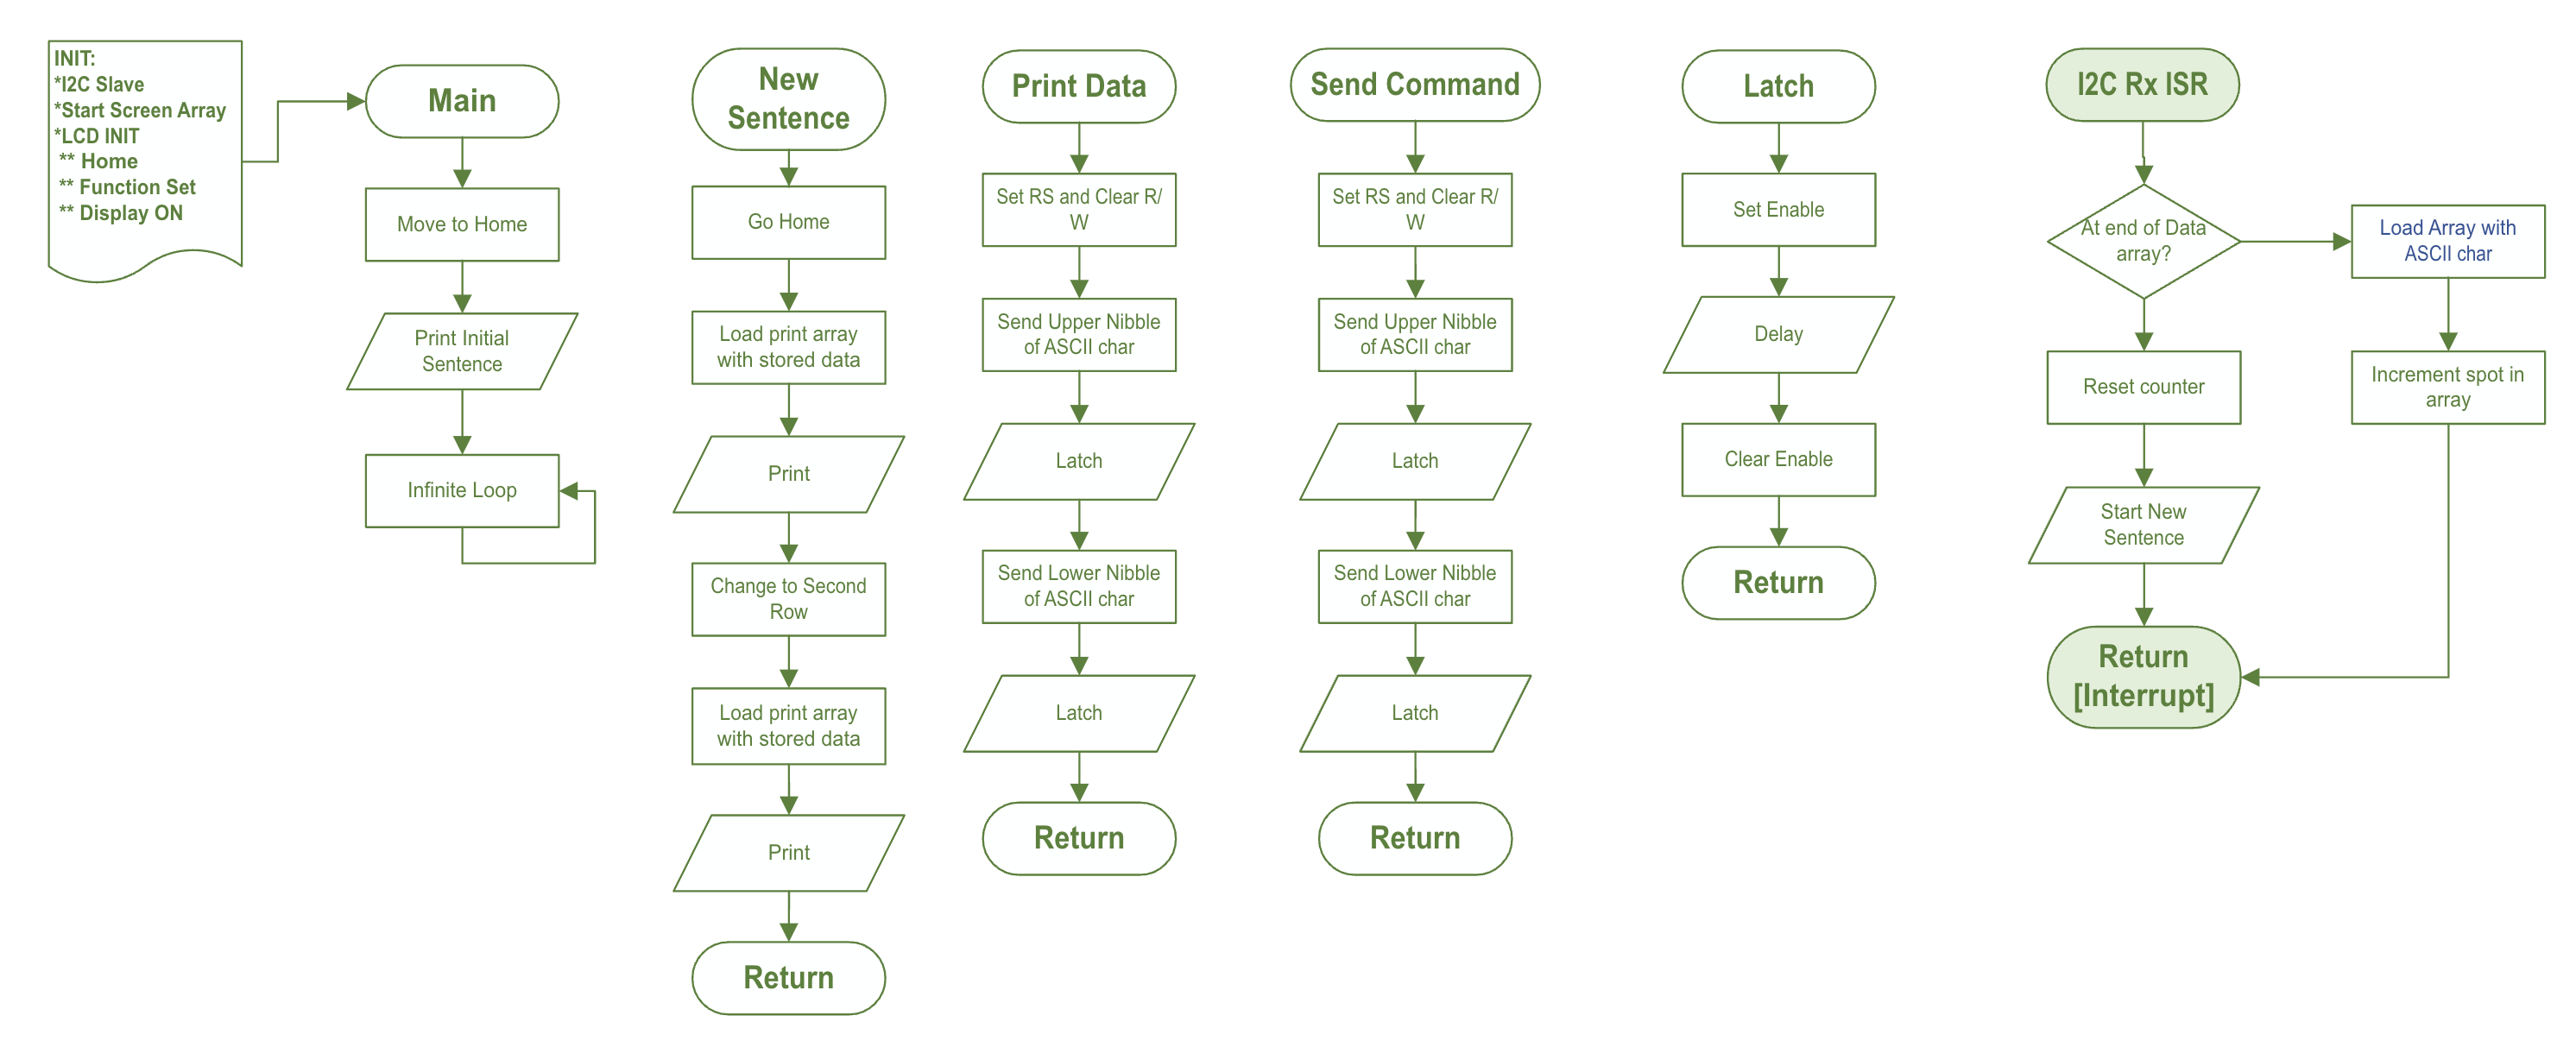 INIT:
*I2C Slave
*Start Screen Array
*LCD INIT
** Home
** Function Set
** Display ON
Main
Move to Home
Print Initial
Sentence
Infinite Loop
New
Sentence
Go Home
Load print array
with stored data
Print
Change to Second
Row
Load print array
with stored data
Print
Return
Print Data
Set RS and Clear R/
W
Send Upper Nibble
of ASCII char
Latch
Send Lower Nibble
of ASCII char
Latch
Return
Send Command
Set RS and Clear R/
W
Send Upper Nibble
of ASCII char
Latch
Send Lower Nibble
of ASCII char
Latch
Return
Latch
Set Enable
Delay
Clear Enable
Return
I2C Rx ISR
At end of Data
array?
Reset counter
Start New
Sentence
Return
[Interrupt]
Load Array with
ASCII char
Increment spot in
array